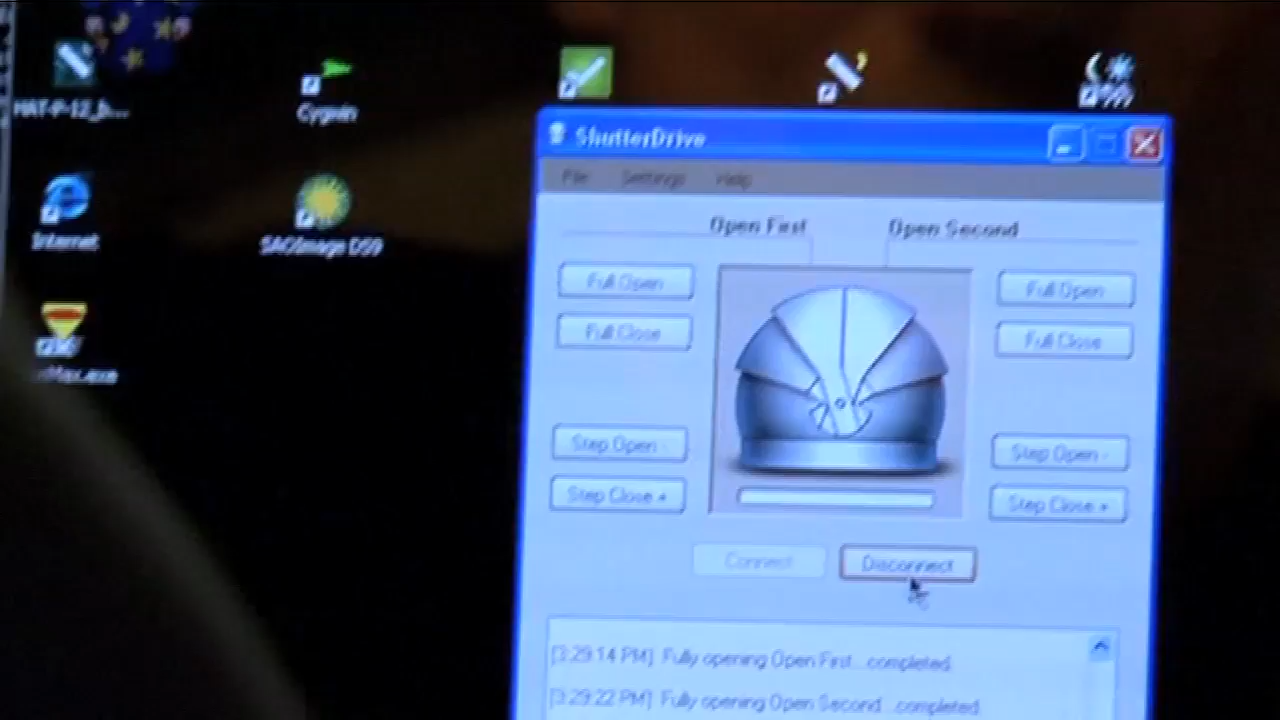 HAT-P-12_b...
Cygwin
Internet
SAOImage DS9
ShutterDrive
File Settings Help
Open First Open Second
Full Open Full Open
Full Close Full Close
Step Open - Step Open -
Step Close + Step Close +
Connect Disconnect
[3:29:14 PM] Fully opening Open First...completed.
[3:29:22 PM] Fully opening Open Second...completed.